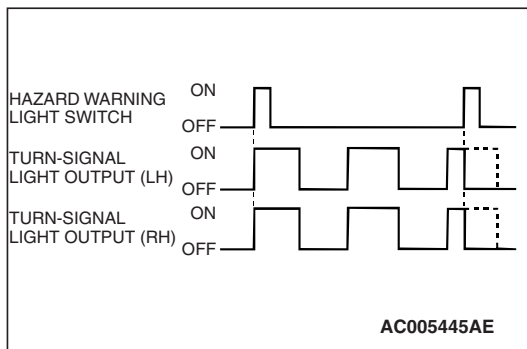 ON
HAZARD WARNING
LIGHT SWITCH
OFF
ON
TURN-SIGNAL
LIGHT OUTPUT (LH)
OFF
ON
TURN-SIGNAL
LIGHT OUTPUT (RH)
OFF
AC005445AE